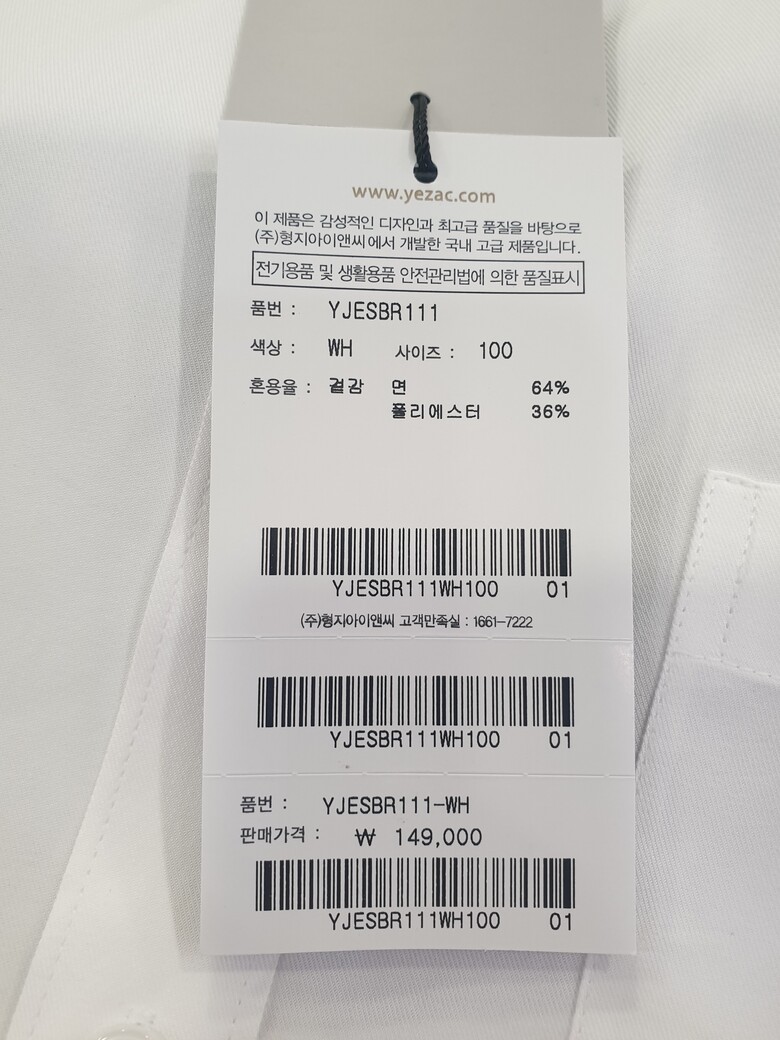 www.yezac.com
이 제품은 감성적인 디자인과 최고급 품질을 바탕으로
(주)형지아이앤씨에서 개발한 국내 고급 제품입니다.
전기용품 및 생활용품 안전관리법에 의한 품질표시
품번 : YJESBR111
색상 : WH 사이즈 : 100
혼용율 : 겉감 면 64%
폴리에스터 36%
YJESBR111WH100 01
(주)형지아이앤씨 고객만족실 : 1661-7222
YJESBR111WH100 01
품번 : YJESBR111-WH
판매가격 : ₩ 149,000
YJESBR111WH100 01